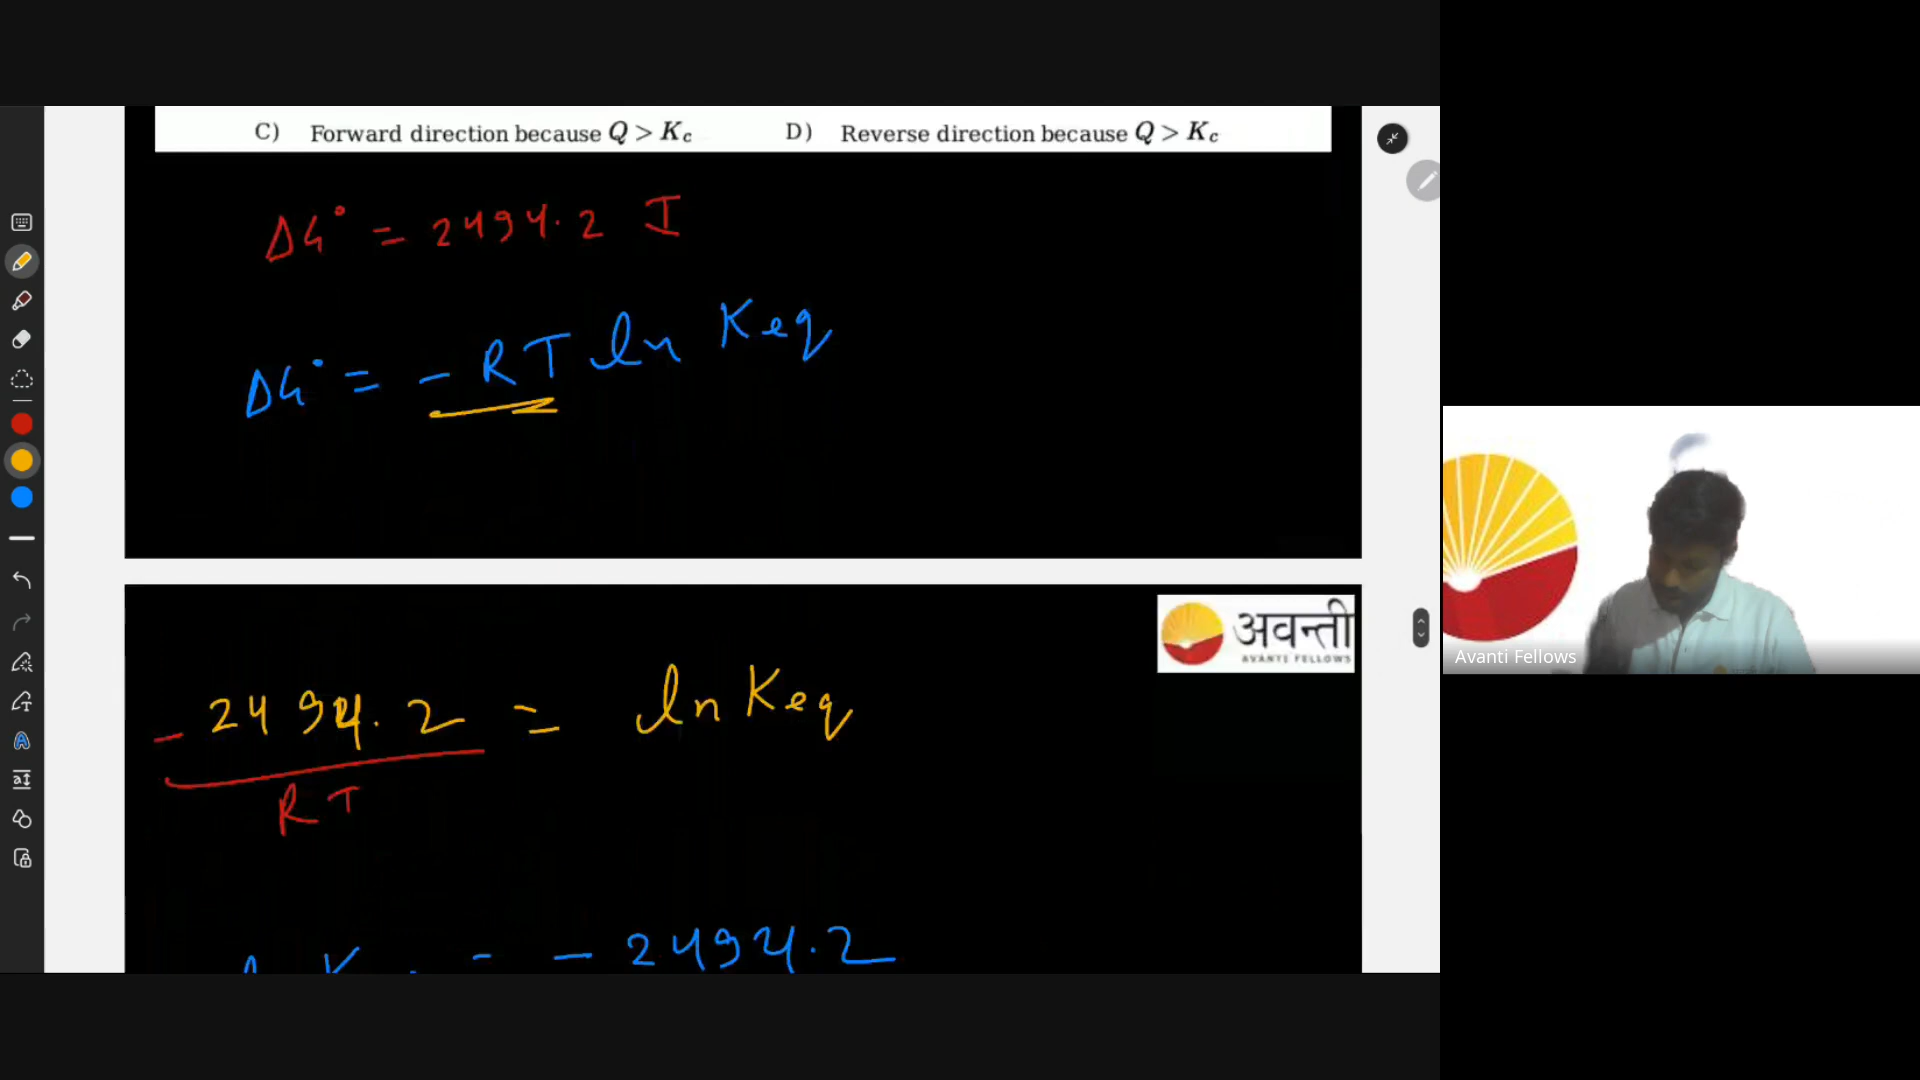 C) Forward direction because Q > Kc D) Reverse direction because Q > Kc
ΔG° = 2494.2 J
ΔG° = - RT ln Keq
अवन्ती
AVANTI FELLOWS
- 2494.2 = ln Keq
RT
= - 2494.2
Avanti Fellows